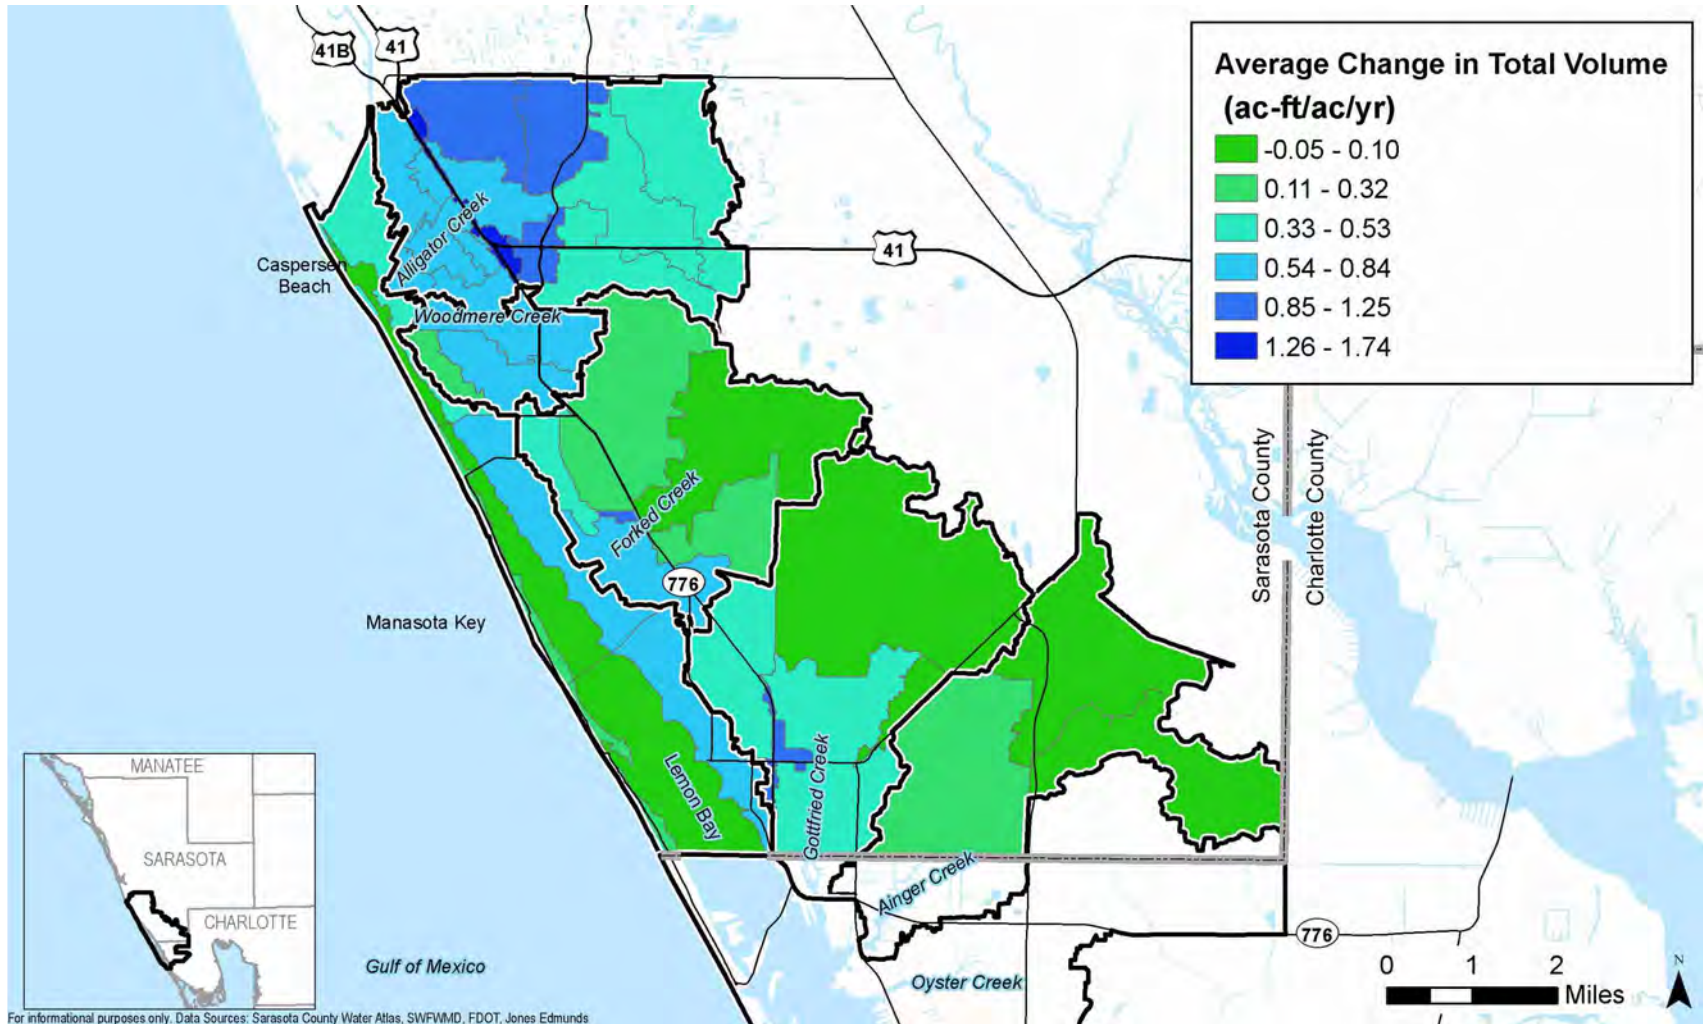 41B
41
Average Change in Total Volume
(ac-ft/ac/yr)
-0.05 - 0.10
0.11 - 0.32
0.33 - 0.53
0.54 - 0.84
0.85 - 1.25
1.26 - 1.74
Alligator Creek
41
Caspersen
Beach
Woodmere Creek
Sarasota County
Charlotte County
Forked Creek
776
Manasota Key
Lemon Bay
Gottfried Creek
MANATEE
SARASOTA
CHARLOTTE
Ainger Creek
776
Gulf of Mexico
Oyster Creek
0 1 2
Miles
N
For informational purposes only. Data Sources: Sarasota County Water Atlas, SWFWMD, FDOT, Jones Edmunds